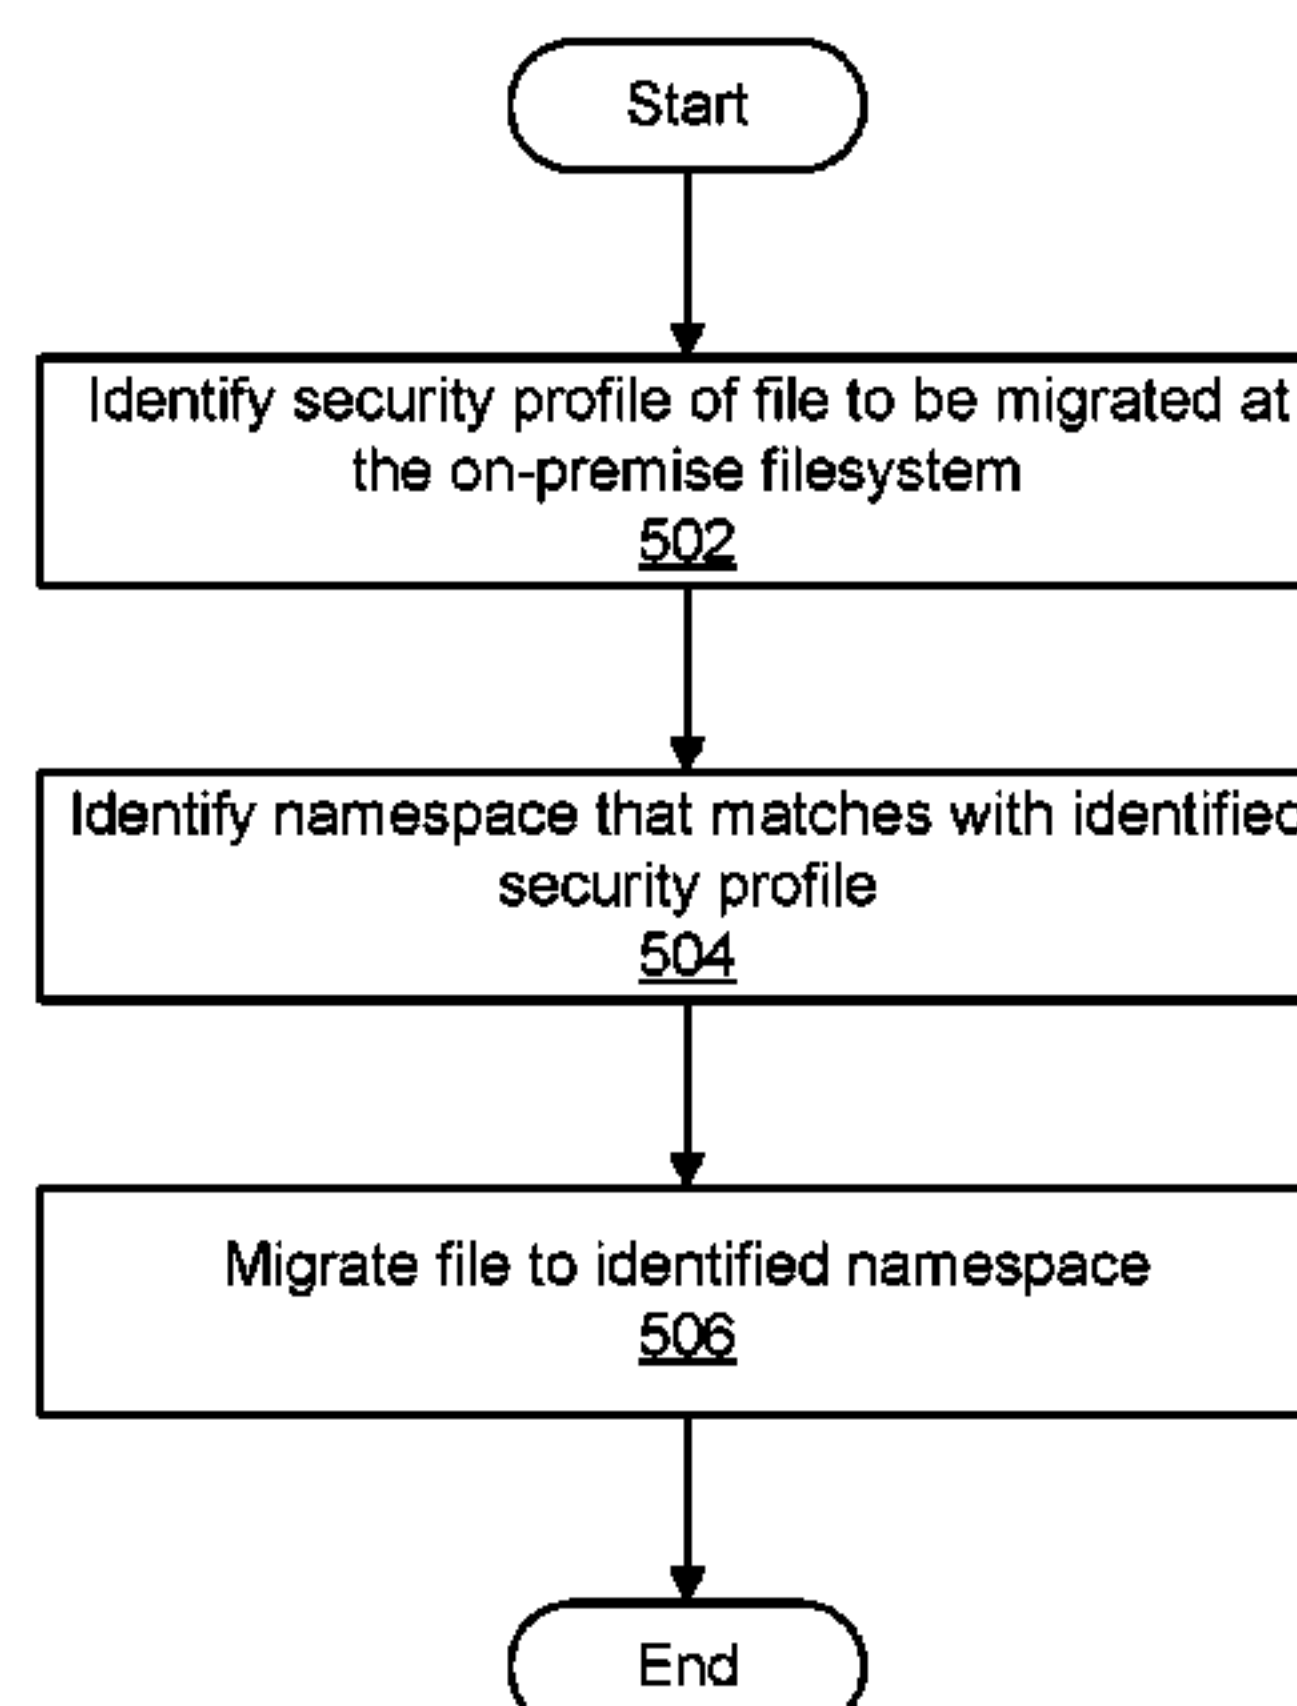 Start
Identify security profile of file to be migrated at
the on-premise filesystem
502
Identify namespace that matches with identified
security profile
504
Migrate file to identified namespace
506
End